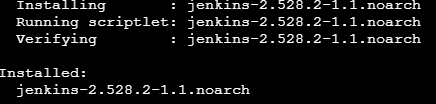 Installing       : jenkins-2.528.2-1.1.noarch
Running scriptlet: jenkins-2.528.2-1.1.noarch
Verifying        : jenkins-2.528.2-1.1.noarch
Installed:
jenkins-2.528.2-1.1.noarch